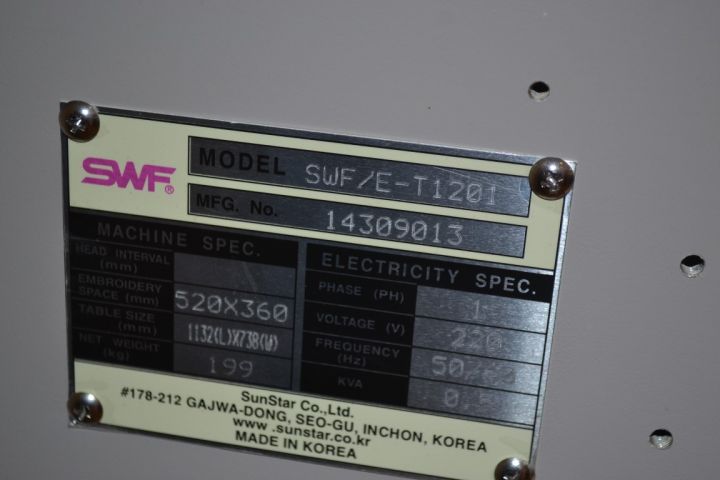 SWF®
MODEL SWF/E-T1201
MFG. No. 14309013
MACHINE SPEC.
HEAD INTERVAL (mm)
EMBROIDERY SPACE (mm) 520X360
TABLE SIZE (mm) 1132(L)X738(W)
NET WEIGHT (kg) 199
ELECTRICITY SPEC.
PHASE (PH) 1
VOLTAGE (V) 220
FREQUENCY (Hz) 50/60
KVA
SunStar Co.,Ltd.
#178-212 GAJWA-DONG, SEO-GU, INCHON, KOREA
www.sunstar.co.kr
MADE IN KOREA